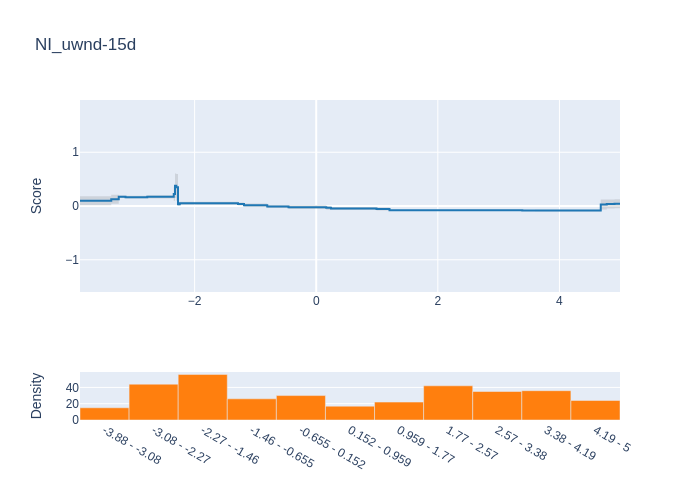 NI_uwnd-15d
Score
1
0
−1
−2
0
2
4
Density
40
20
0
-3.88 - -3.08
-3.08 - -2.27
-2.27 - -1.46
-1.46 - -0.655
-0.655 - 0.152
0.152 - 0.959
0.959 - 1.77
1.77 - 2.57
2.57 - 3.38
3.38 - 4.19
4.19 - 5